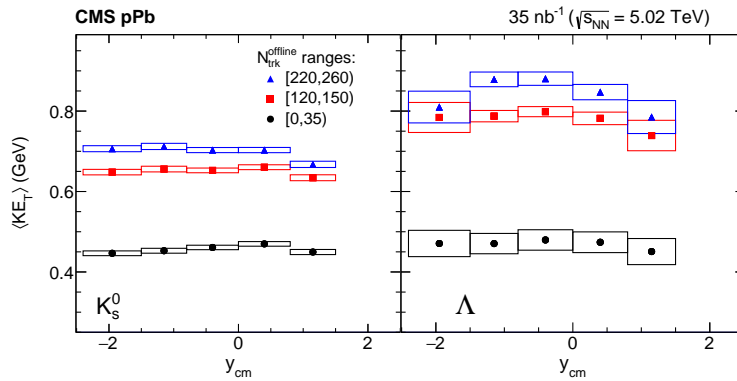 CMS pPb
35 nb⁻¹ (√s_NN = 5.02 TeV)
N_trk^offline ranges:
[220,260)
[120,150)
[0,35)
0.8
0.6
0.4
⟨KE_T⟩ (GeV)
K_s^0
Λ
−2 0 2
−2 0 2
y_cm
y_cm